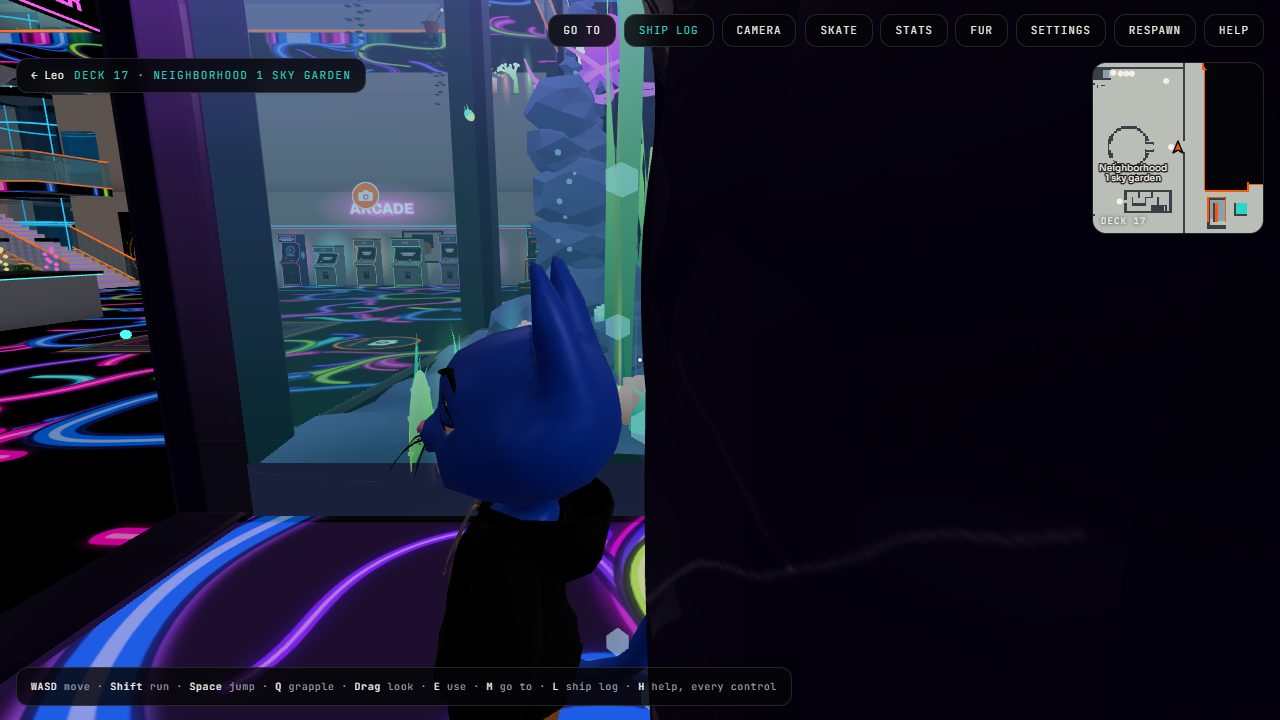 GO TO
SHIP LOG
CAMERA
SKATE
STATS
FUR
SETTINGS
RESPAWN
HELP
← Leo DECK 17 · NEIGHBORHOOD 1 SKY GARDEN
Neighborhood
1 sky garden
DECK 17
ARCADE
WASD move · Shift run · Space jump · Q grapple · Drag look · E use · M go to · L ship log · H help, every control